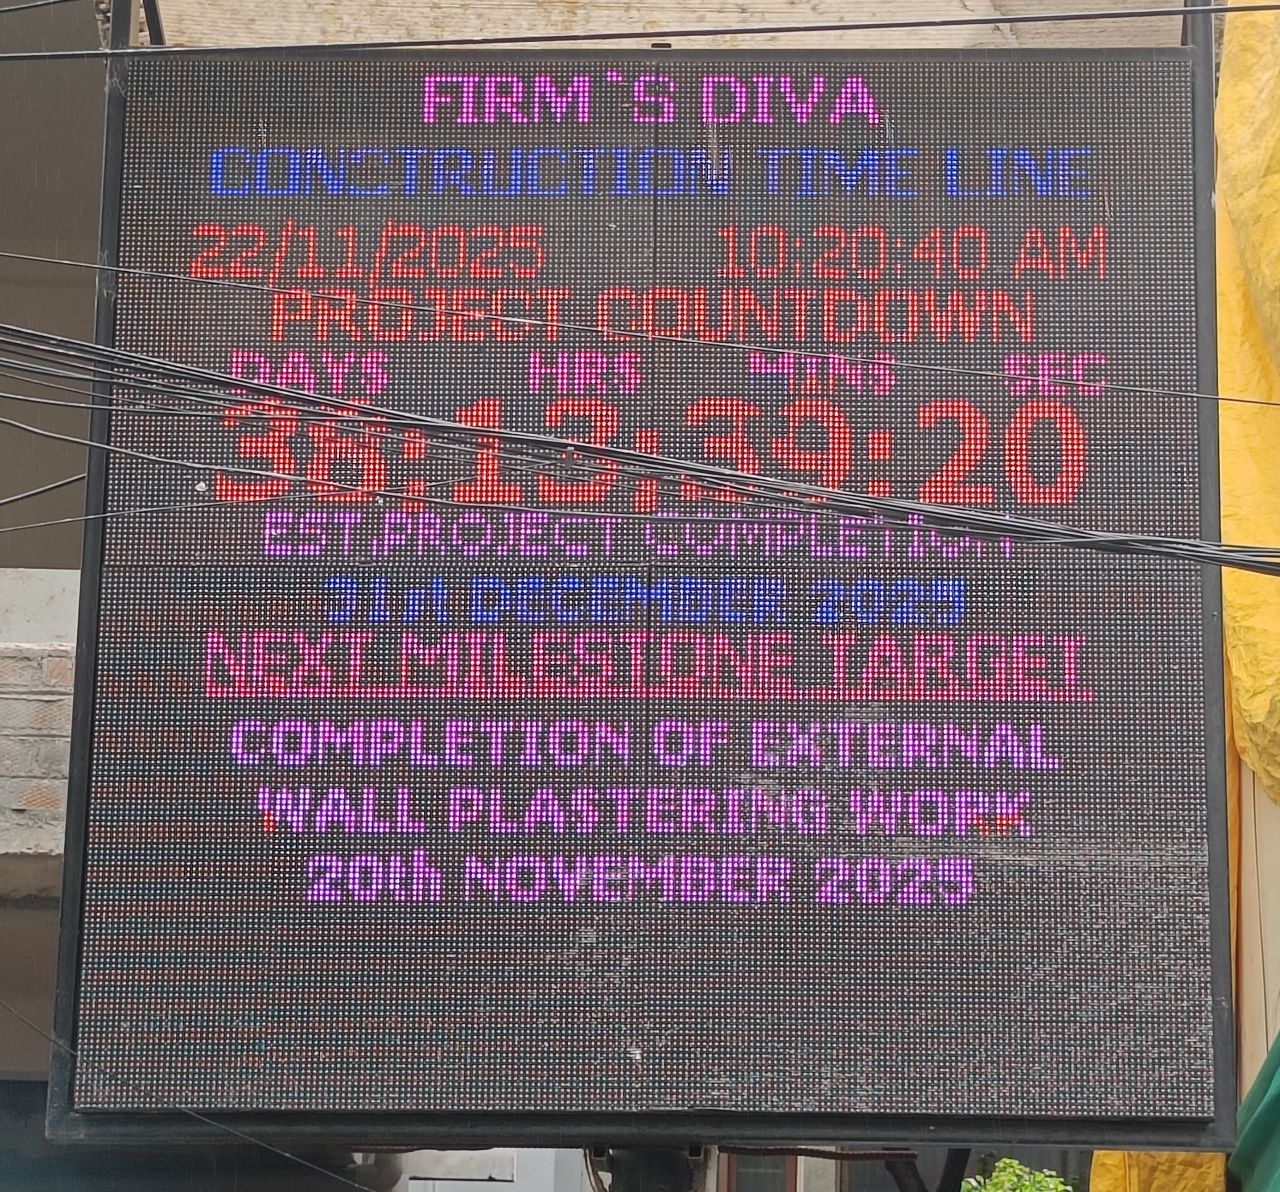 FIRM`S DIVA
CONSTRUCTION TIME LINE
22/11/2025 10:20:40 AM
PROJECT COUNTDOWN
DAYS HRS MINS SEC
38:13:39:20
EST.PROJECT COMPLETION
31st DECEMBER 2025
NEXT MILESTONE TARGET
COMPLETION OF EXTERNAL
WALL PLASTERING WORK
20th NOVEMBER 2025